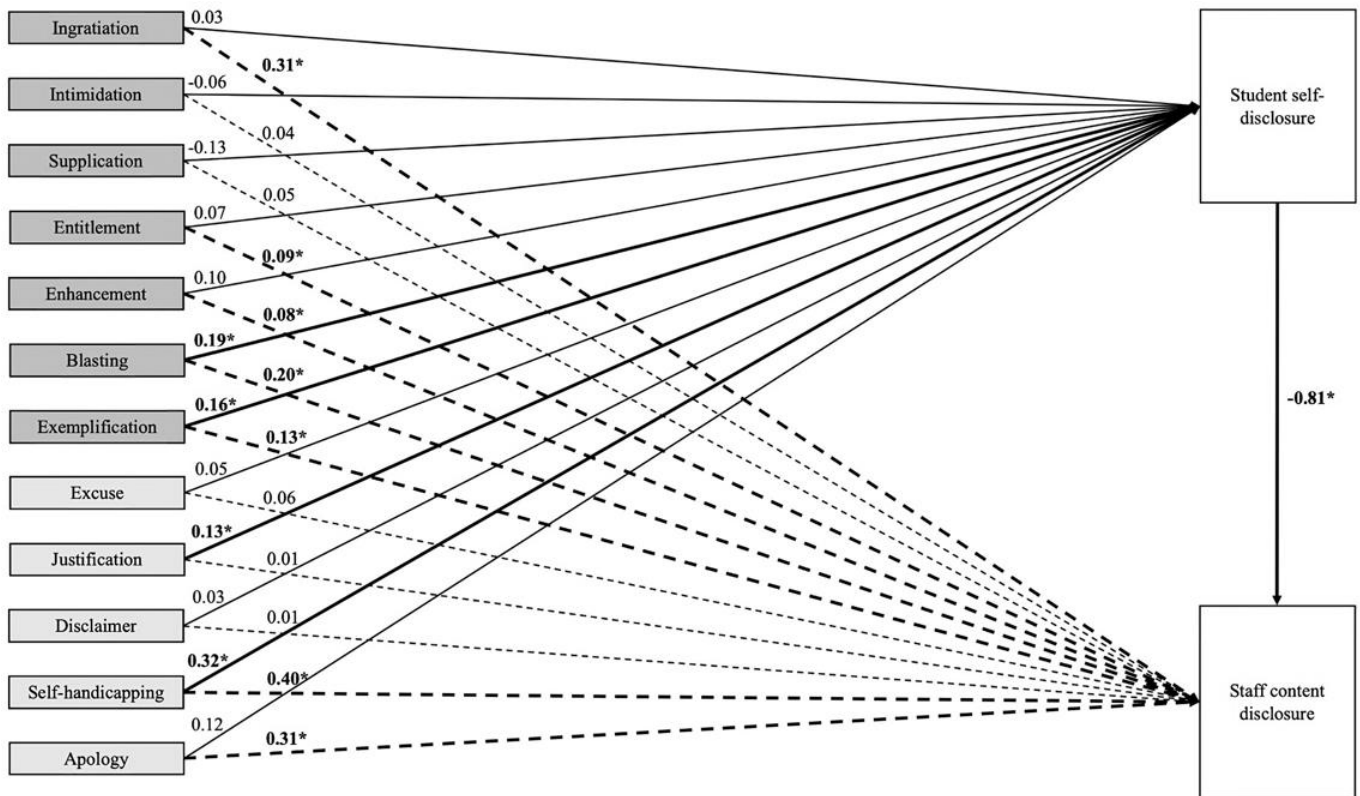 Ingratiation
0.03
0.31*
Intimidation
-0.06
0.04
Supplication
-0.13
0.05
Entitlement
0.07
0.09*
Enhancement
0.10
0.08*
Blasting
0.19*
0.20*
Exemplification
0.16*
0.13*
Excuse
0.05
0.06
Justification
0.13*
0.01
Disclaimer
0.03
0.01
Self-handicapping
0.32*
0.40*
Apology
0.12
0.31*
Student self-
disclosure
-0.81*
Staff content
disclosure